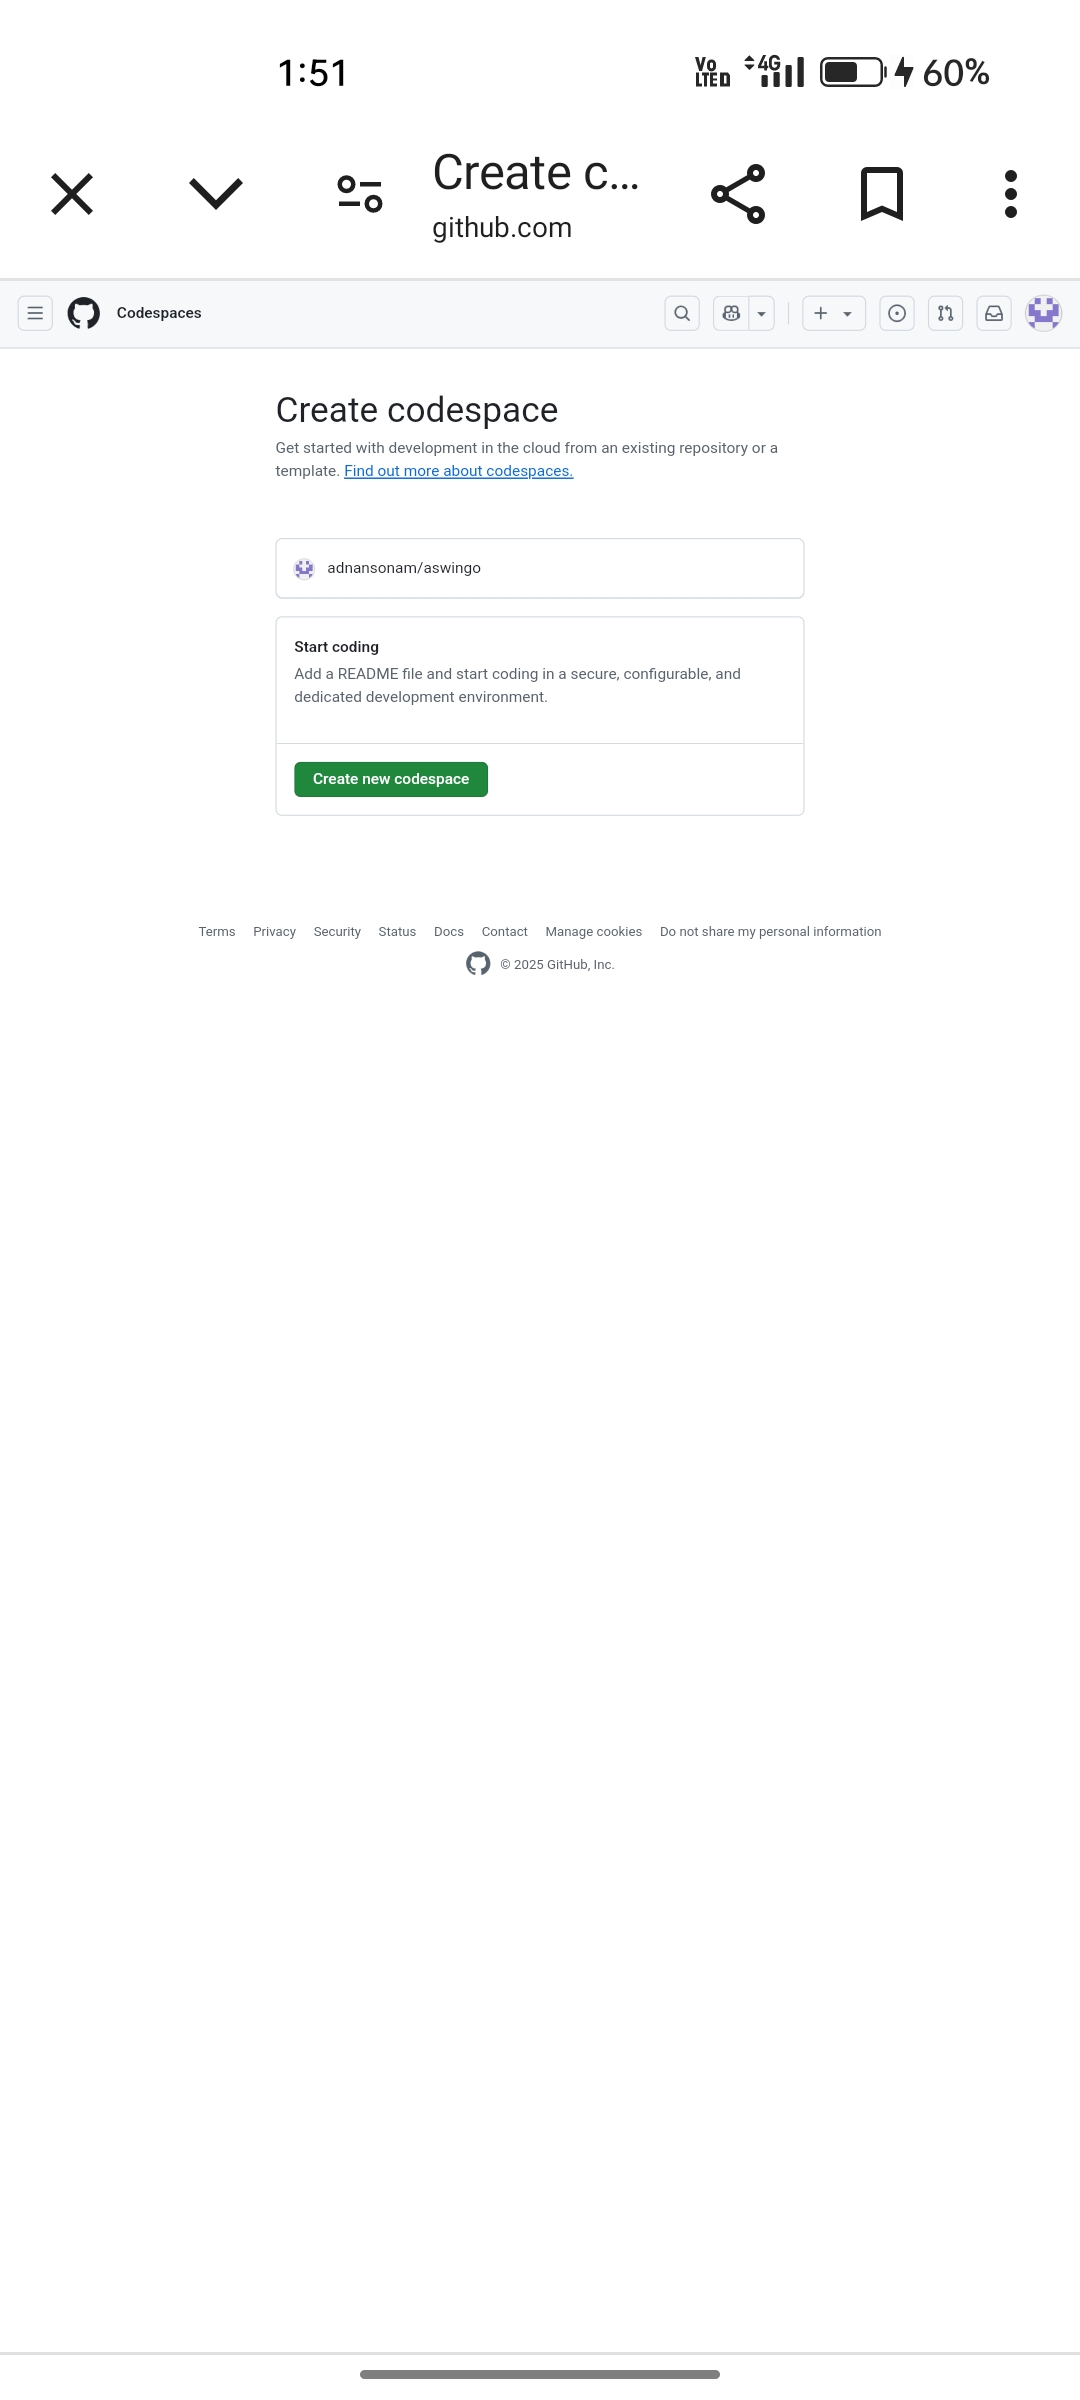 1:51
Vo LTE D 4G 60%
Create c...
github.com
Codespaces
Create codespace
Get started with development in the cloud from an existing repository or a
template. Find out more about codespaces.
adnansonam/aswingo
Start coding
Add a README file and start coding in a secure, configurable, and
dedicated development environment.
Create new codespace
Terms Privacy Security Status Docs Contact Manage cookies Do not share my personal information
© 2025 GitHub, Inc.